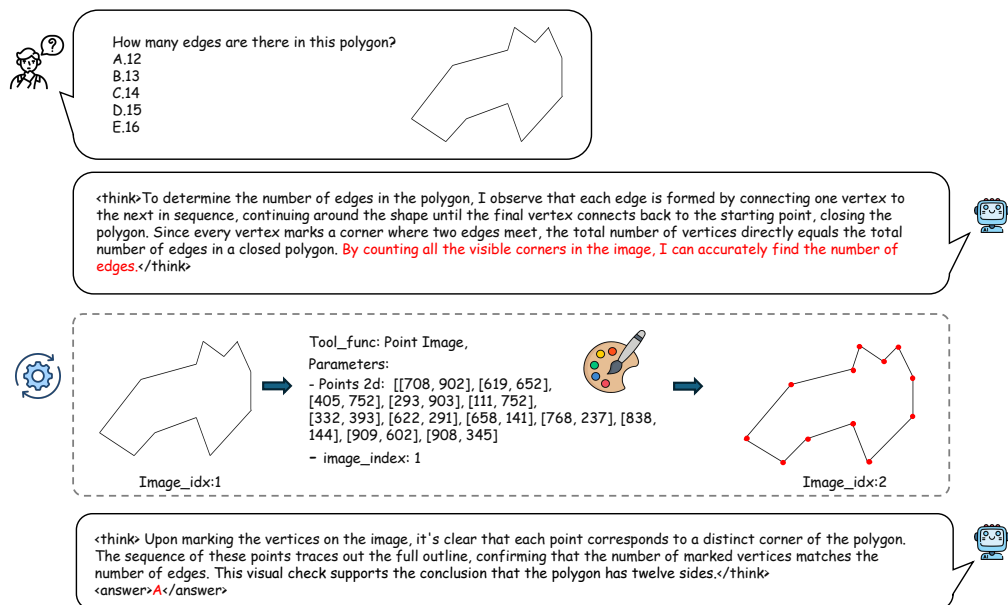 How many edges are there in this polygon?
A.12
B.13
C.14
D.15
E.16
?
<think>To determine the number of edges in the polygon, I observe that each edge is formed by connecting one vertex to
the next in sequence, continuing around the shape until the final vertex connects back to the starting point, closing the
polygon. Since every vertex marks a corner where two edges meet, the total number of vertices directly equals the total
number of edges in a closed polygon. By counting all the visible corners in the image, I can accurately find the number of
edges.</think>
Tool_func: Point Image,
Parameters:
- Points 2d: [[708, 902], [619, 652],
[405, 752], [293, 903], [111, 752],
[332, 393], [622, 291], [658, 141], [768, 237], [838,
144], [909, 602], [908, 345]
- image_index: 1
Image_idx:1
Image_idx:2
<think> Upon marking the vertices on the image, it's clear that each point corresponds to a distinct corner of the polygon.
The sequence of these points traces out the full outline, confirming that the number of marked vertices matches the
number of edges. This visual check supports the conclusion that the polygon has twelve sides.</think>
<answer>A</answer>